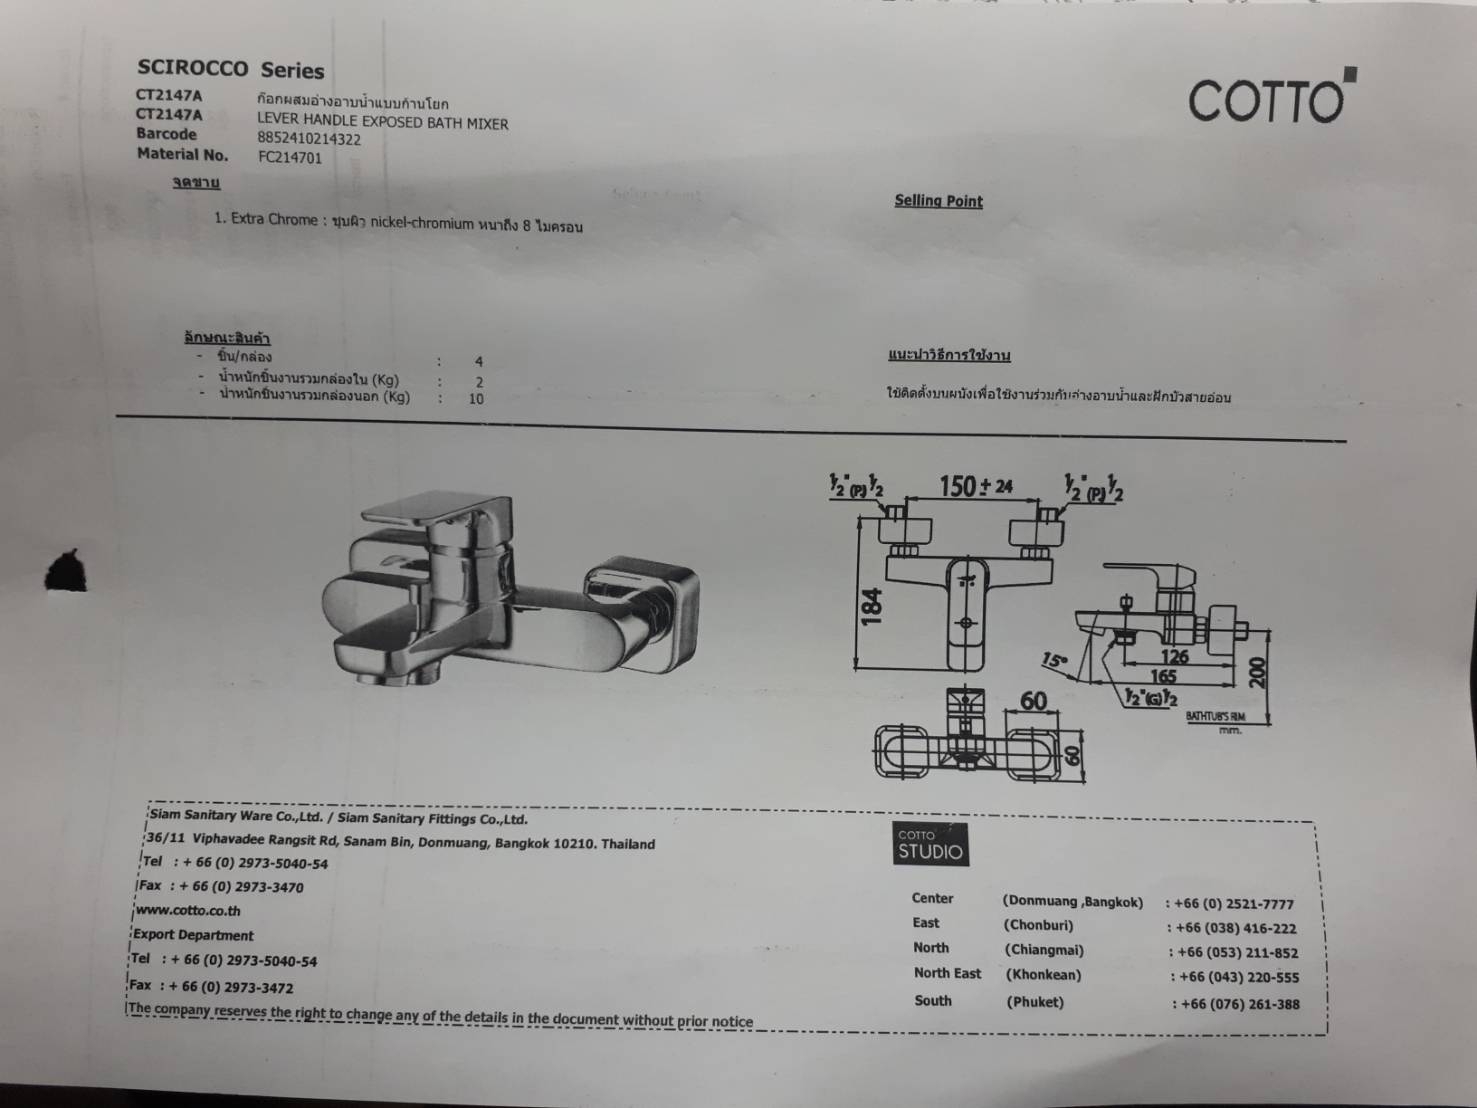 SCIROCCO Series
COTTO
CT2147A ก๊อกผสมอ่างอาบน้ำแบบก้านโยก
CT2147A LEVER HANDLE EXPOSED BATH MIXER
Barcode 8852410214322
Material No. FC214701
จุดขาย
Selling Point
1. Extra Chrome : ชุบผิว nickel-chromium หนาถึง 8 ไมครอน
ลักษณะสินค้า
- ชิ้น/กล่อง : 4
- น้ำหนักชิ้นงานรวมกล่องใน (Kg) : 2
- น้ำหนักชิ้นงานรวมกล่องนอก (Kg) : 10
แนะนำวิธีการใช้งาน
ใช้ติดตั้งบนผนังเพื่อใช้งานร่วมกับอ่างอาบน้ำและฝักบัวสายอ่อน
½"(P)½ 150 ± 24 ½"(P)½
184
15°
126
165
½"(G)½
200
BATHTUB'S RIM
mm.
60
60
Siam Sanitary Ware Co.,Ltd. / Siam Sanitary Fittings Co.,Ltd.
36/11 Viphavadee Rangsit Rd, Sanam Bin, Donmuang, Bangkok 10210. Thailand
Tel : + 66 (0) 2973-5040-54
Fax : + 66 (0) 2973-3470
www.cotto.co.th
Export Department
Tel : + 66 (0) 2973-5040-54
Fax : + 66 (0) 2973-3472
The company reserves the right to change any of the details in the document without prior notice
COTTO
STUDIO
Center (Donmuang ,Bangkok) : +66 (0) 2521-7777
East (Chonburi) : +66 (038) 416-222
North (Chiangmai) : +66 (053) 211-852
North East (Khonkean) : +66 (043) 220-555
South (Phuket) : +66 (076) 261-388